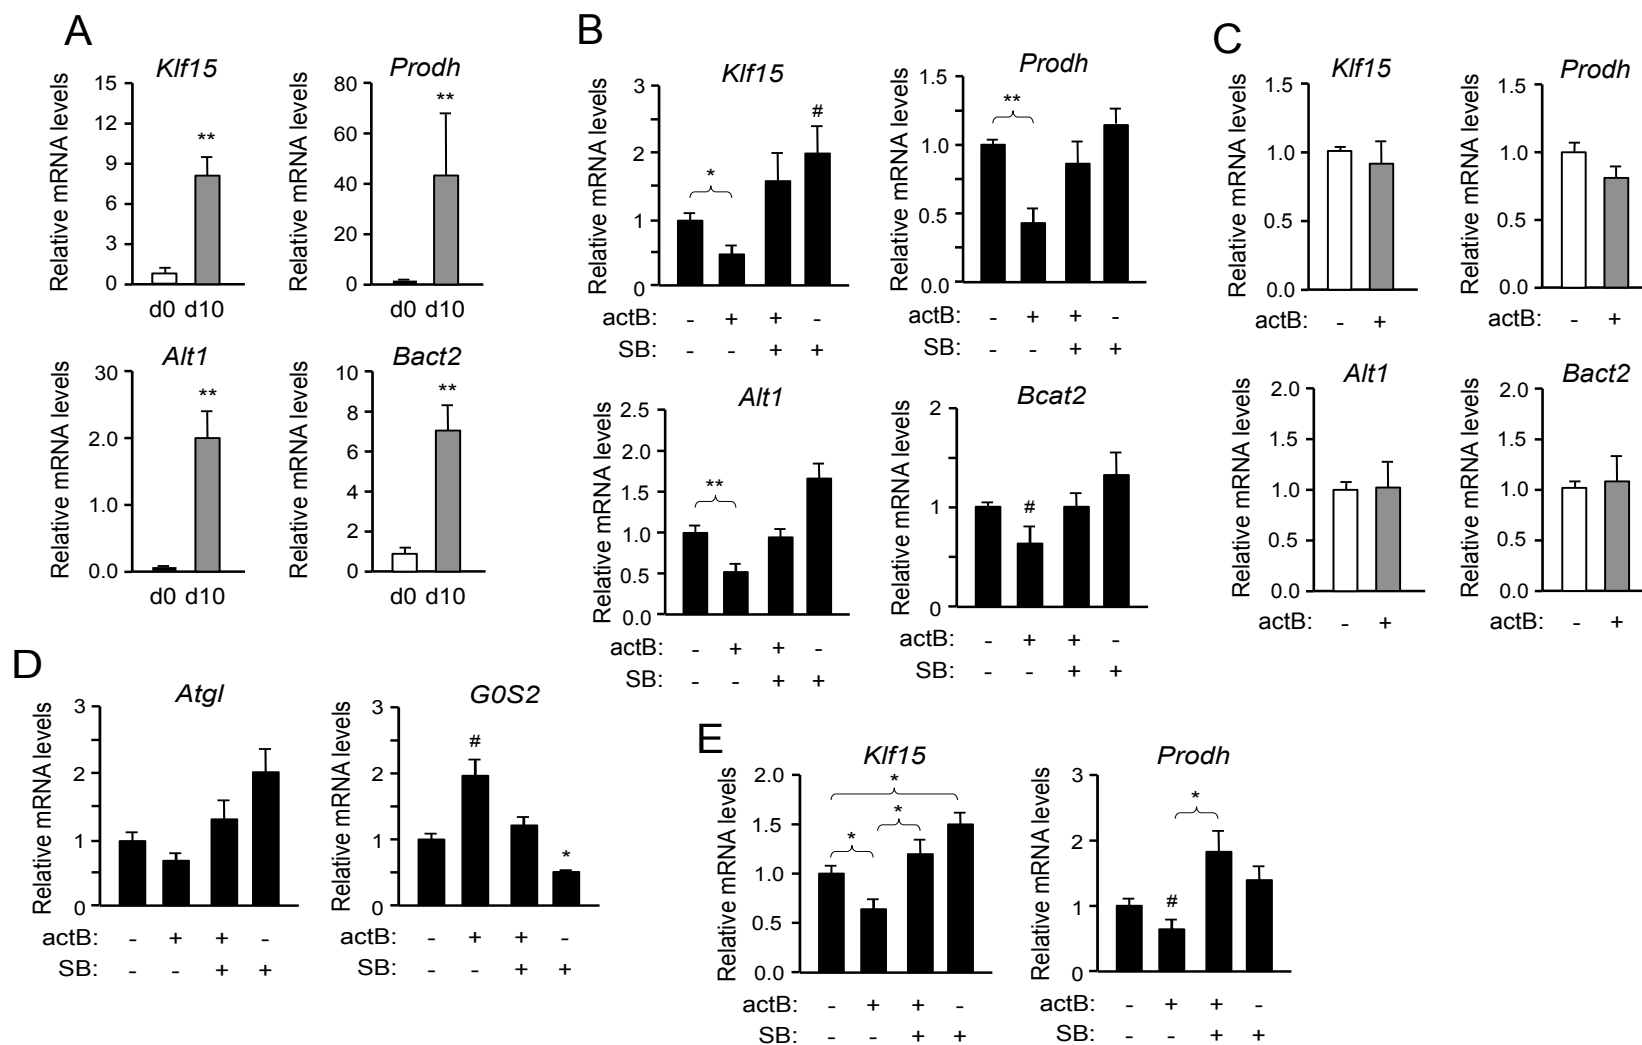 A
Klf15
Relative mRNA levels
15
12
9
6
3
0
**
d0 d10
Prodh
Relative mRNA levels
80
60
40
20
0
**
d0 d10
Alt1
Relative mRNA levels
30
2.0
1.0
0.0
**
d0 d10
Bact2
Relative mRNA levels
10
8
6
4
2
0
**
d0 d10
B
Klf15
Relative mRNA levels
3
2
1
0
*
#
actB: - + + -
SB: - - + +
Prodh
Relative mRNA levels
1.5
1.0
0.5
0.0
**
actB: - + + -
SB: - - + +
Alt1
Relative mRNA levels
2.5
2.0
1.5
1.0
0.5
0.0
**
actB: - + + -
SB: - - + +
Bcat2
Relative mRNA levels
2
1
0
#
actB: - + + -
SB: - - + +
C
Klf15
Relative mRNA levels
1.5
1.0
0.5
0.0
actB: - +
Prodh
Relative mRNA levels
1.5
1.0
0.5
0.0
actB: - +
Alt1
Relative mRNA levels
2.0
1.5
1.0
0.5
0.0
actB: - +
Bact2
Relative mRNA levels
2.0
1.5
1.0
0.5
0.0
actB: - +
D
Atgl
Relative mRNA levels
3
2
1
0
actB: - + + -
SB: - - + +
G0S2
Relative mRNA levels
3
2
1
0
#
*
actB: - + + -
SB: - - + +
E
Klf15
Relative mRNA levels
2.0
1.5
1.0
0.5
0.0
*
*
*
actB: - + + -
SB: - - + +
Prodh
Relative mRNA levels
3
2
1
0
*
#
actB: - + + -
SB: - - + +